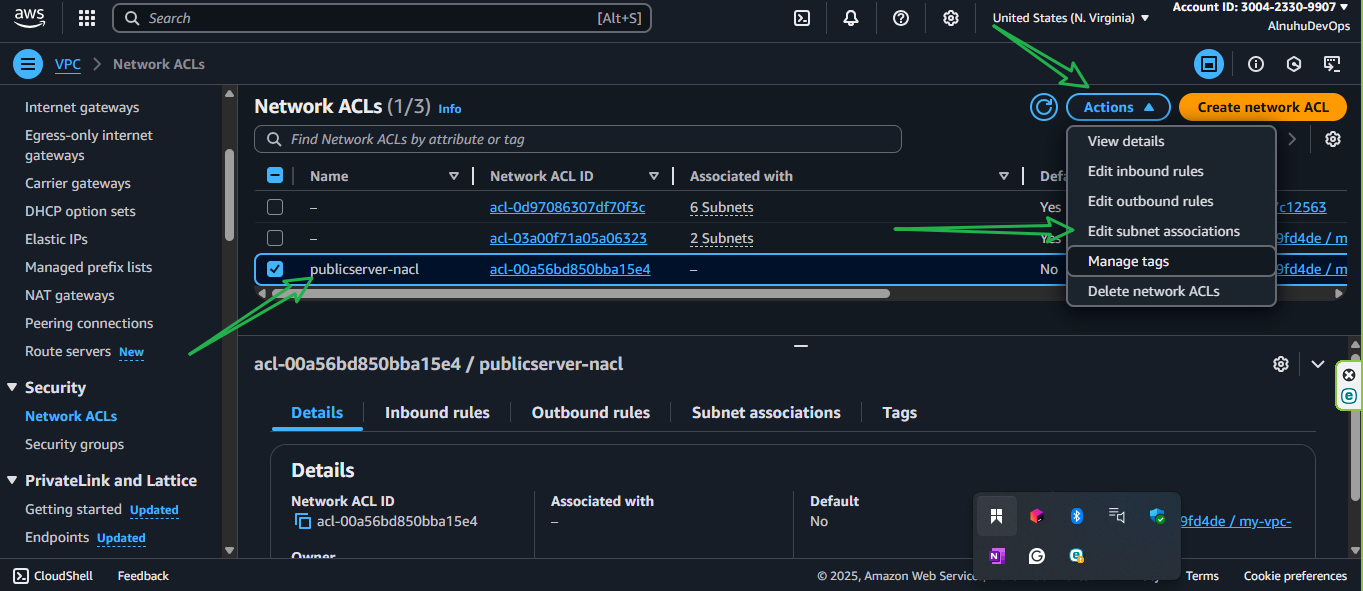 aws
Search [Alt+S]
United States (N. Virginia) ▼
Account ID: 3004-2330-9907 ▼
AlnuhuDevOps
VPC > Network ACLs
Internet gateways
Egress-only internet
gateways
Carrier gateways
DHCP option sets
Elastic IPs
Managed prefix lists
NAT gateways
Peering connections
Route servers New
Security
Network ACLs
Security groups
PrivateLink and Lattice
Getting started Updated
Endpoints Updated
Network ACLs (1/3) Info
Actions
Create network ACL
Find Network ACLs by attribute or tag
Name Network ACL ID Associated with
– acl-0d97086307df70f3c 6 Subnets Yes c12563
– acl-03a00f71a05a06323 2 Subnets Yes 9fd4de / my
publicserver-nacl acl-00a56bd850bba15e4 – No 9fd4de / m
View details
Edit inbound rules
Edit outbound rules
Edit subnet associations
Manage tags
Delete network ACLs
acl-00a56bd850bba15e4 / publicserver-nacl
Details Inbound rules Outbound rules Subnet associations Tags
Details
Network ACL ID
acl-00a56bd850bba15e4
Associated with
–
Default
No
9fd4de / my-vpc-
Owner
CloudShell Feedback
© 2025, Amazon Web Servic
Terms Cookie preferences